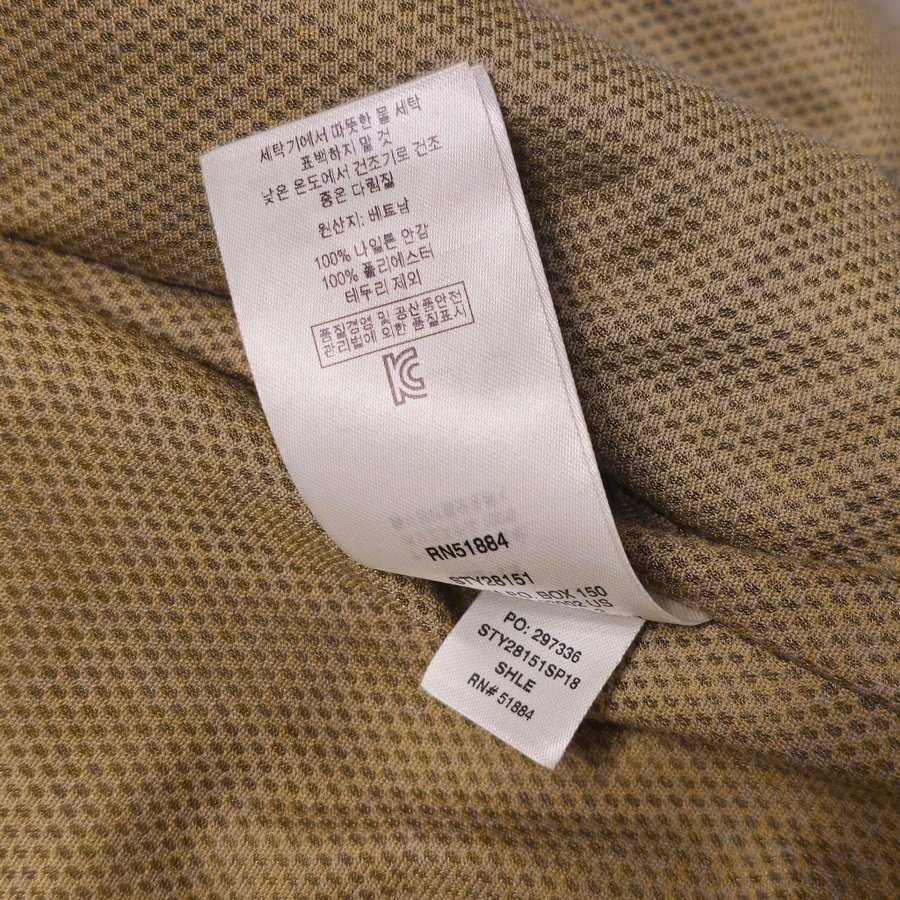 세탁기에서 따뜻한 물 세탁
표백하지 말 것
낮은 온도에서 건조기로 건조
중온 다림질
원산지: 베트남
100% 나일론 안감
100% 폴리에스터
테두리 제외
품질경영 및 공산품안전
관리법에 의한 품질표시
RN51884
STY28151
P.O. BOX 150
US
PO: 297336
STY28151SP18
SHLE
RN# 51884